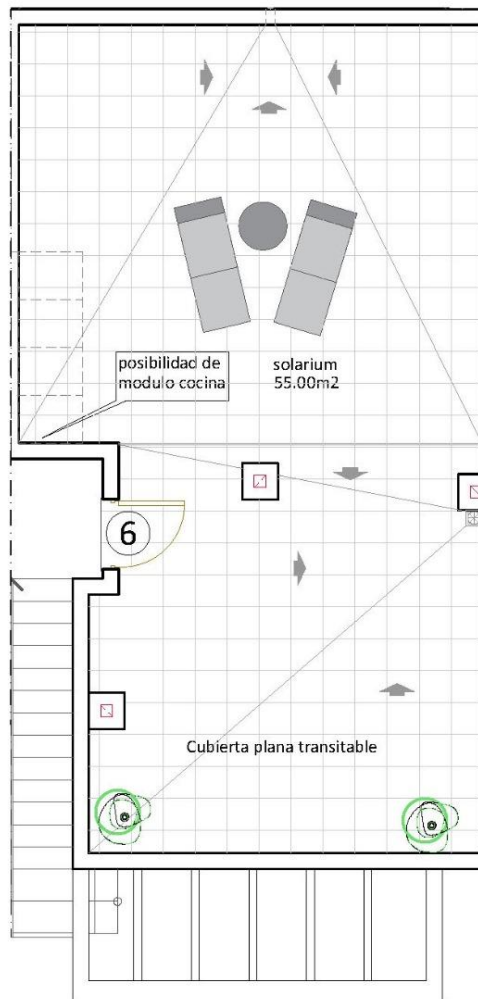 posibilidad de
modulo cocina
solarium
55.00m2
6
Cubierta plana transitable